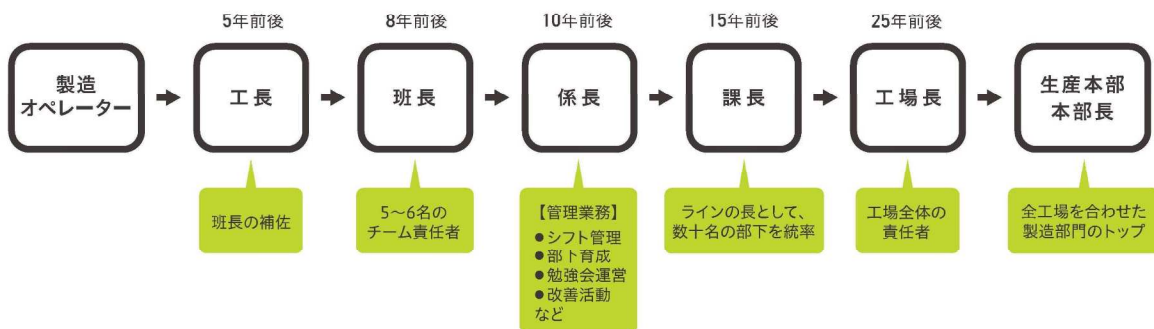 5年前後
8年前後
10年前後
15年前後
25年前後
製造
オペレーター
工長
班長
係長
課長
工場長
生産本部
本部長
班長の補佐
5〜6名の
チーム責任者
【管理業務】
●シフト管理
●部下育成
●勉強会運営
●改善活動
など
ラインの長として、
数十名の部下を統率
工場全体の
責任者
全工場を合わせた
製造部門のトップ